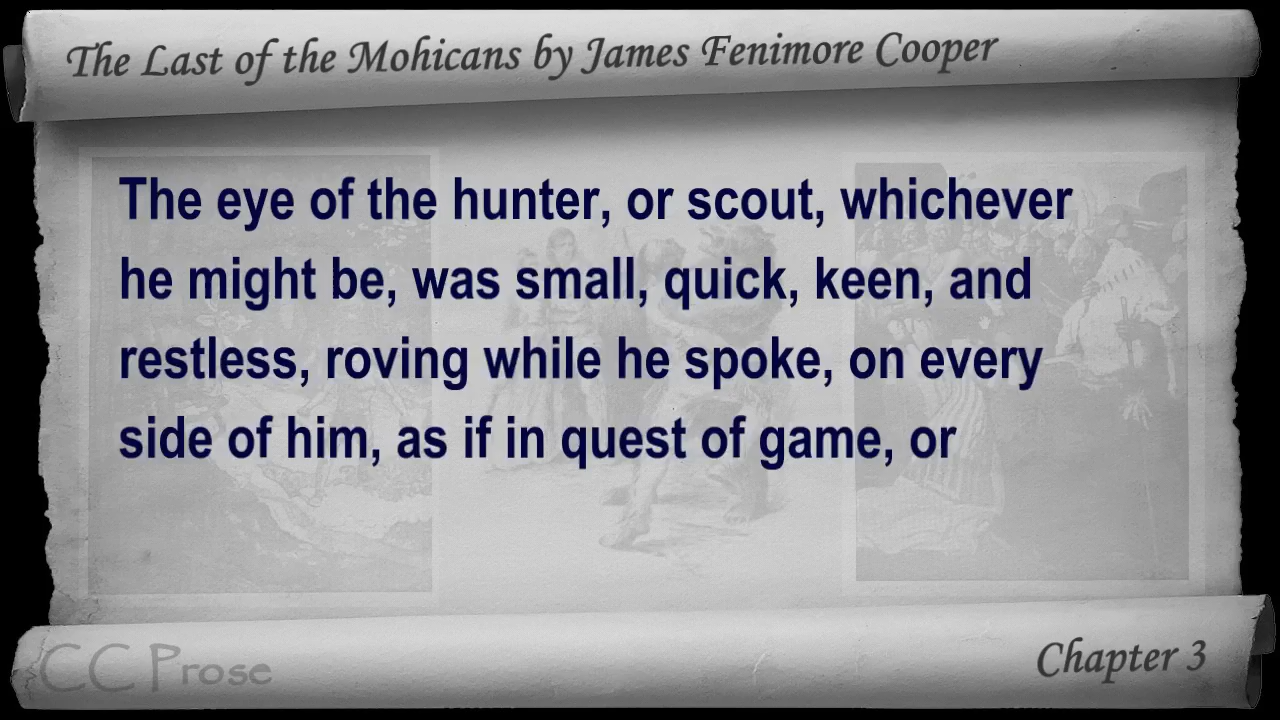 The Last of the Mohicans by James Fenimore Cooper
The eye of the hunter, or scout, whichever
he might be, was small, quick, keen, and
restless, roving while he spoke, on every
side of him, as if in quest of game, or
CC Prose
Chapter 3